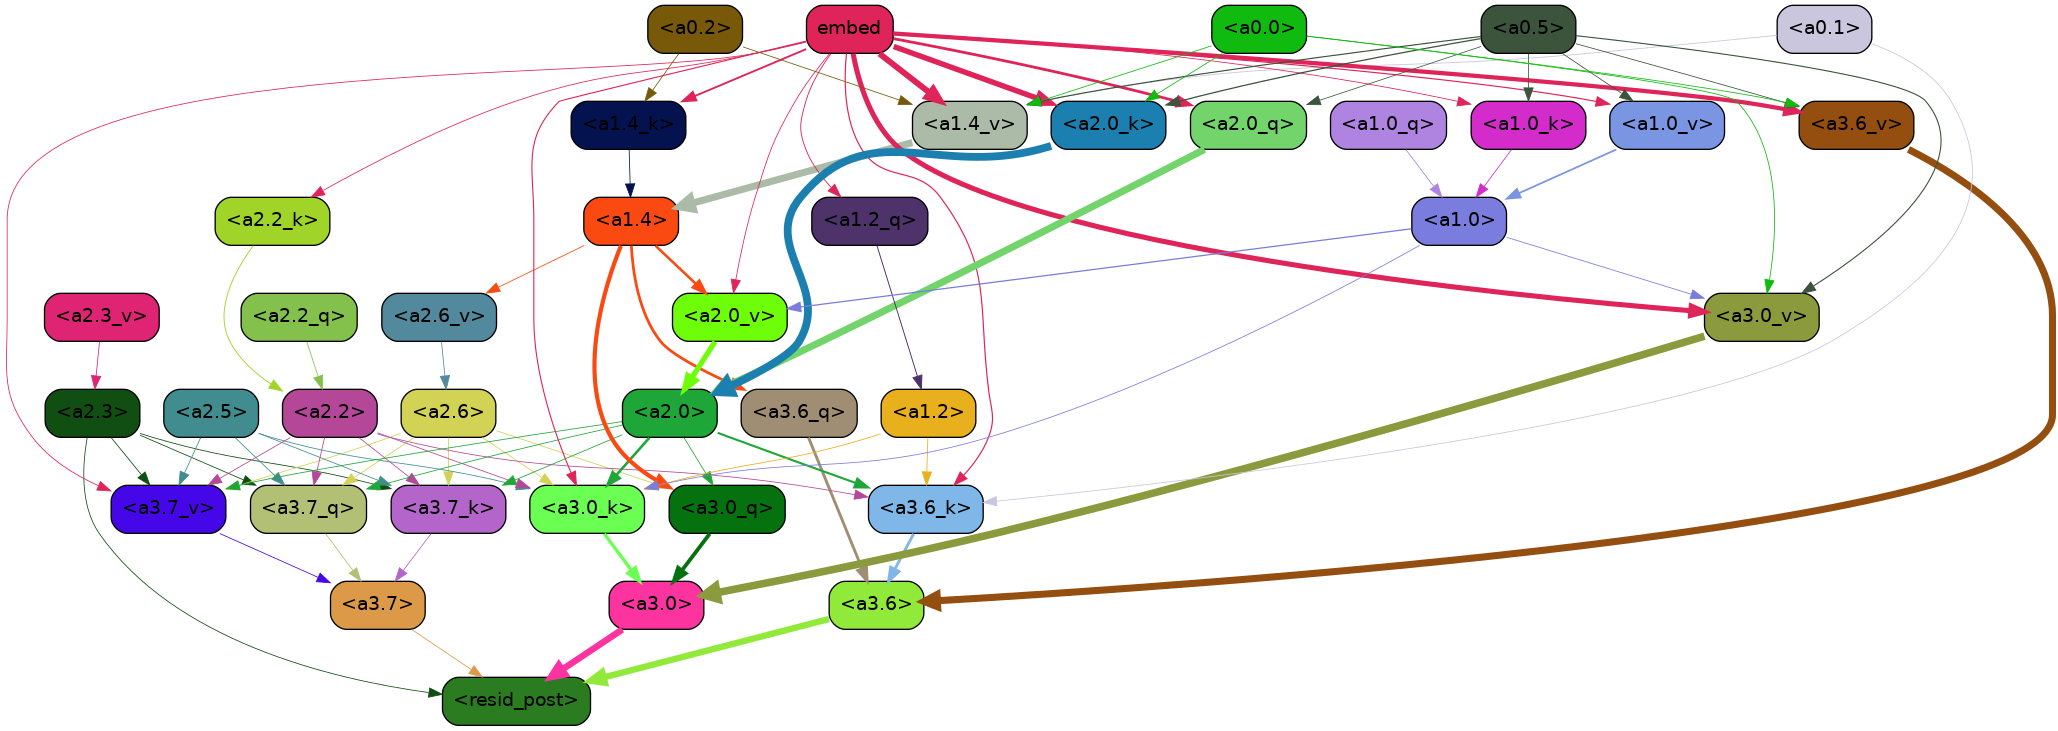 <a0.2> embed <a0.0> <a0.5> <a0.1>
<a1.4_k> <a1.4_v> <a2.0_k> <a2.0_q> <a1.0_q> <a1.0_k> <a1.0_v> <a3.6_v>
<a2.2_k> <a1.4> <a1.2_q> <a1.0>
<a2.3_v> <a2.2_q> <a2.6_v> <a2.0_v> <a3.0_v>
<a2.3> <a2.5> <a2.2> <a2.6> <a2.0> <a3.6_q> <a1.2>
<a3.7_v> <a3.7_q> <a3.7_k> <a3.0_k> <a3.0_q> <a3.6_k>
<a3.7> <a3.0> <a3.6>
<resid_post>